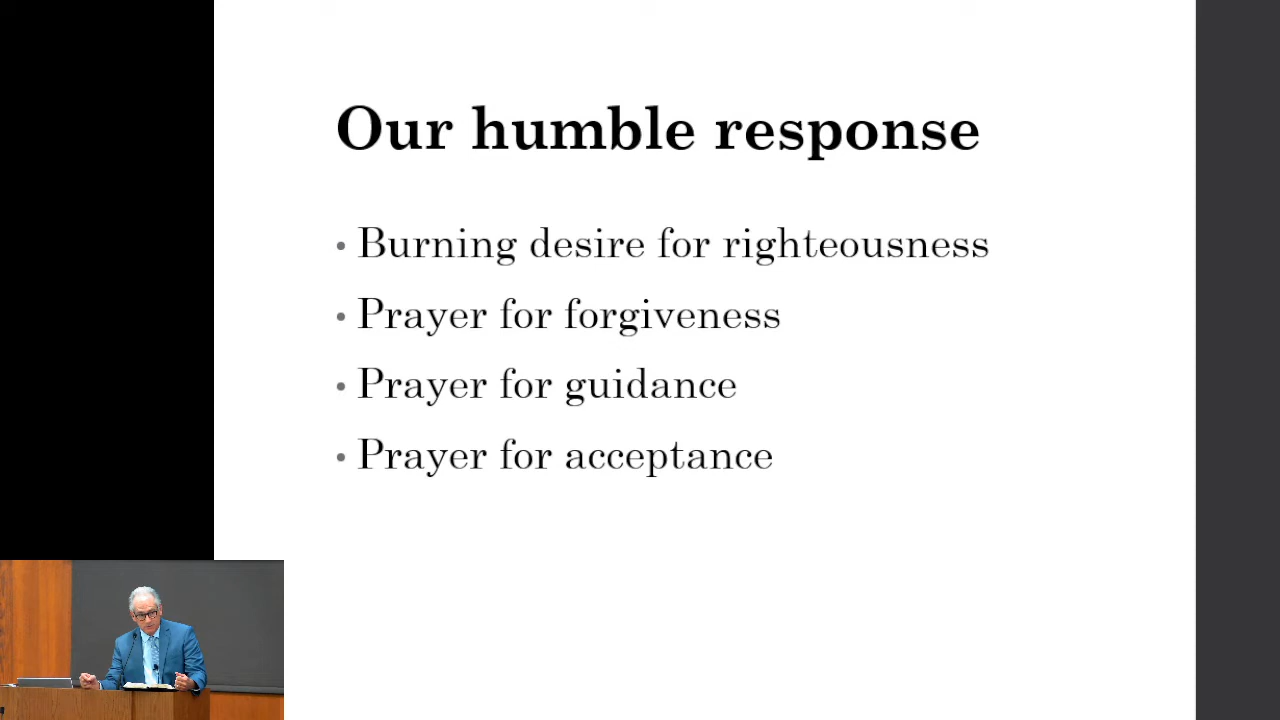 Our humble response
• Burning desire for righteousness
• Prayer for forgiveness
• Prayer for guidance
• Prayer for acceptance